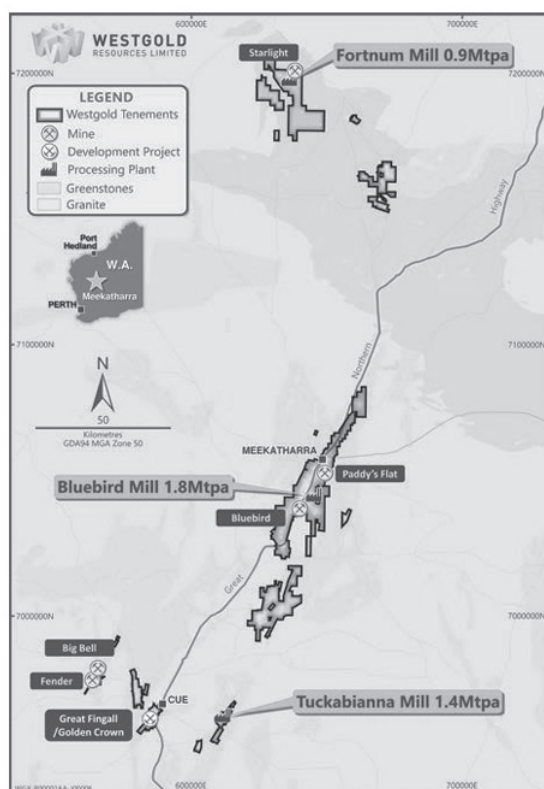 600000E
700000E
WESTGOLD
RESOURCES LIMITED
Starlight
Fortnum Mill 0.9Mtpa
7200000N
7200000N
LEGEND
Westgold Tenements
Mine
Development Project
Processing Plant
Greenstones
Granite
Highway
Port
Hedland
W.A.
Meekatharra
PERTH
7100000N
7100000N
N
50
Kilometres
GDA94 MGA Zone 50
Northern
MEEKATHARRA
Paddy's Flat
Bluebird Mill 1.8Mtpa
Bluebird
Great
7000000N
7000000N
Big Bell
Fender
CUE
Great Fingall
/Golden Crown
Tuckabianna Mill 1.4Mtpa
600000E
700000E